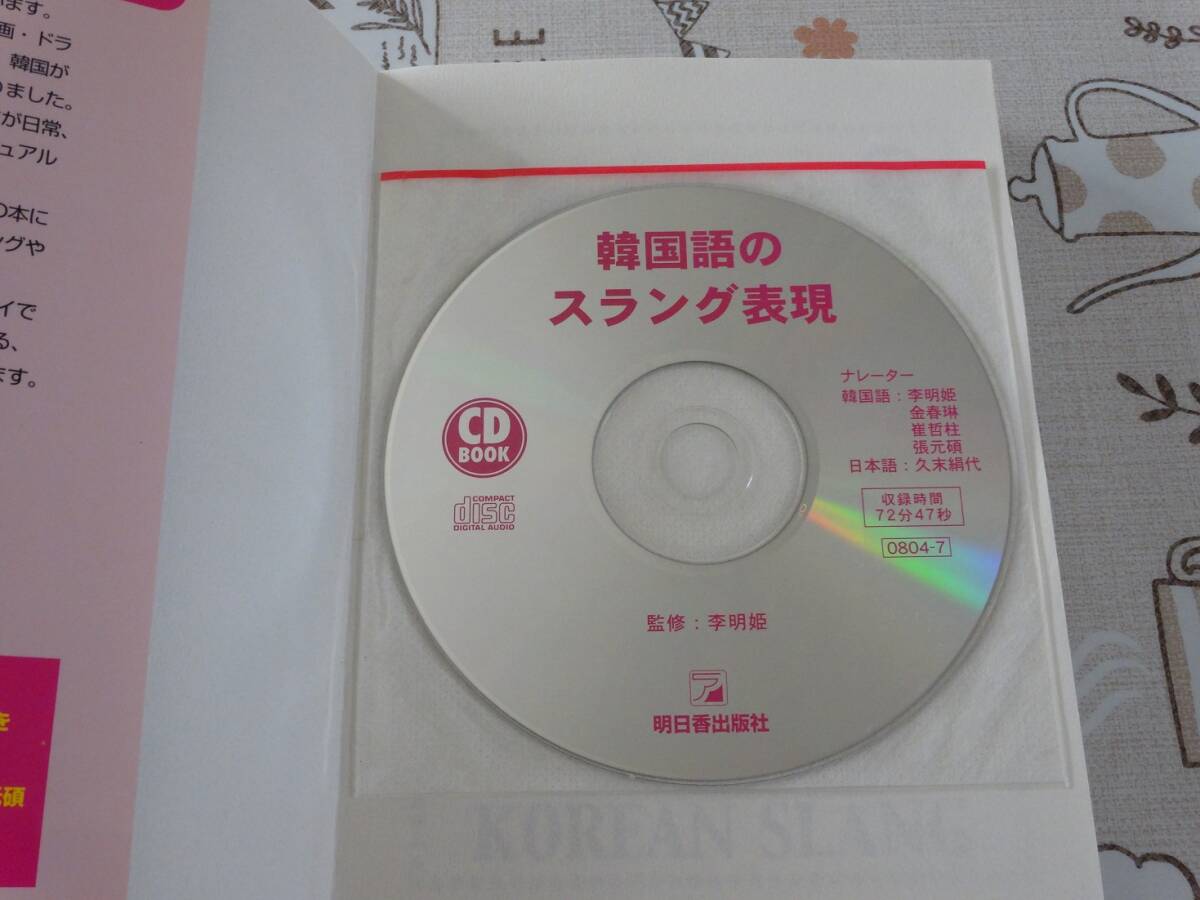 ます。
画・ドラ
韓国が
りました。
が日常、
ュアル
の本に
ングや
イで
る、
ます。
を
元碩
韓国語の
スラング表現
CD
BOOK
COMPACT
disc
DIGITAL AUDIO
ナレーター
韓国語：李明姫
金春琳
崔哲柱
張元碩
日本語：久末絹代
収録時間
72分47秒
0804-7
監修：李明姫
ア
明日香出版社
KOREAN SLANG